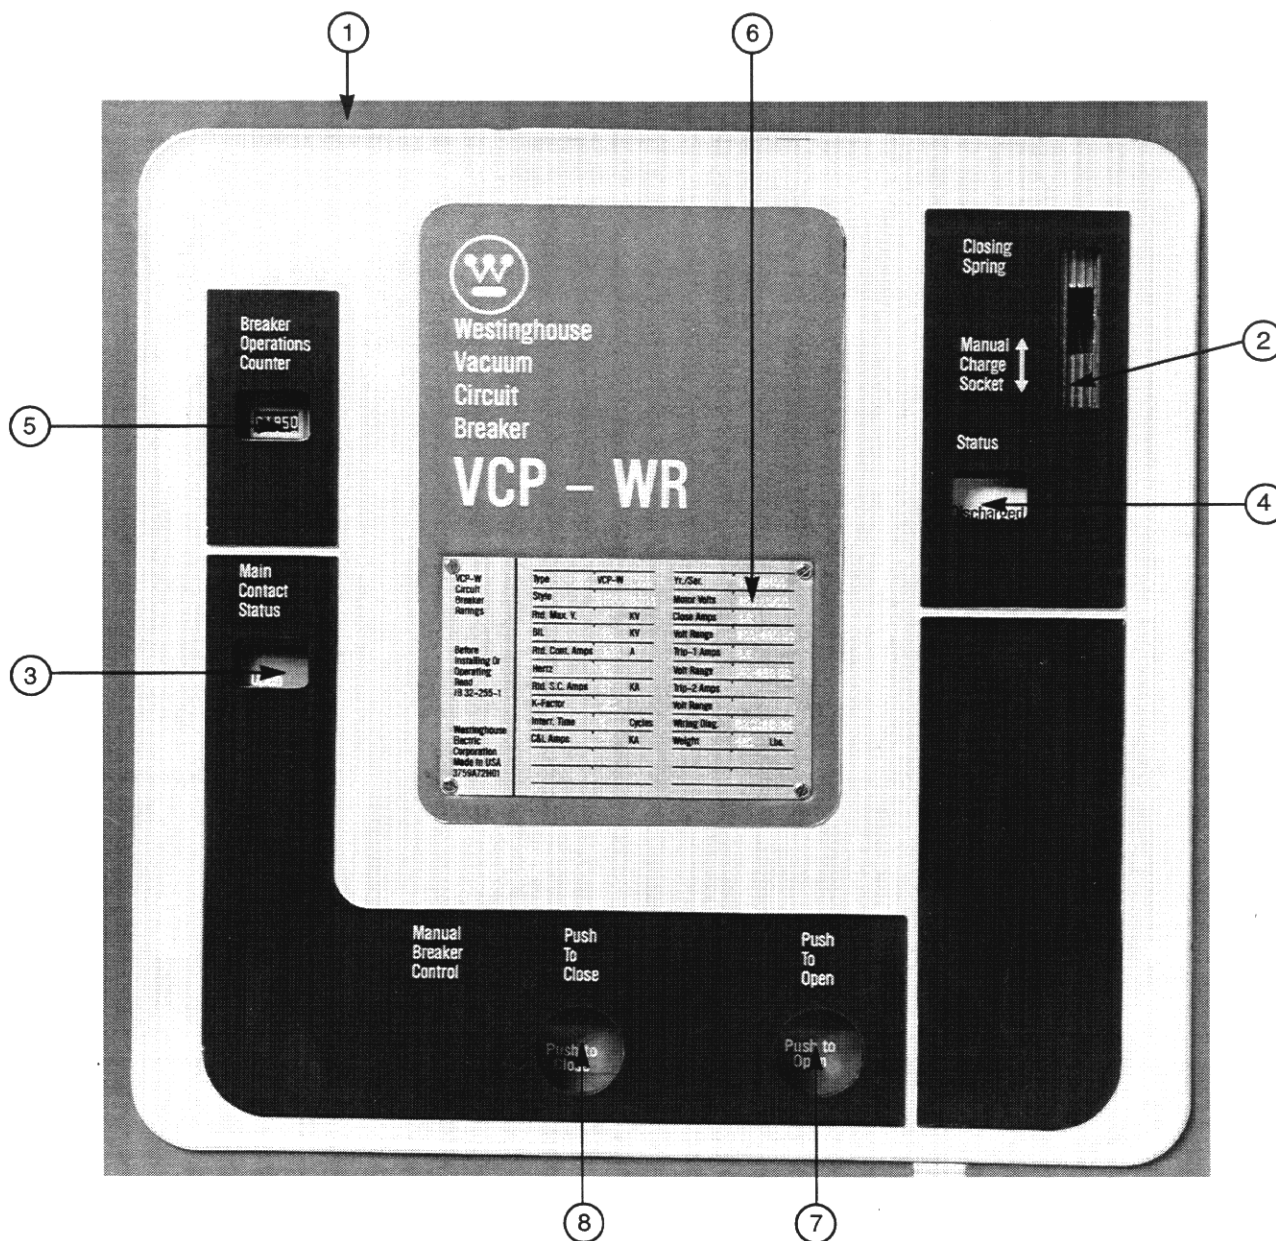 1
6
Closing
Spring
Manual
Charge
Socket
2
Status
4
Breaker
Operations
Counter
5
Main
Contact
Status
3
W
Westinghouse
Vacuum
Circuit
Breaker
VCP – WR
VCP-W
Circuit
Breaker
Before
Installing Or
Operating
Read
IB 32-255-1
Westinghouse
Electric
Corporation
Made In USA
3759A72H01
Type VCP-W
Style
Rtd. Max. V. KV
BIL KV
Rtd. Cont. Amps A
Hertz
Rtd. S.C. Amps KA
K-Factor
Interr. Time Cycles
C&L Amps KA
Yr./Ser.
Motor Volts
Close Amps
Volt Range
Trip-1 Amps
Volt Range
Trip-2 Amps
Volt Range
Wiring Diag.
Weight Lbs.
Manual
Breaker
Control
Push
To
Close
Push to
Close
Push
To
Open
Push to
Open
8
7